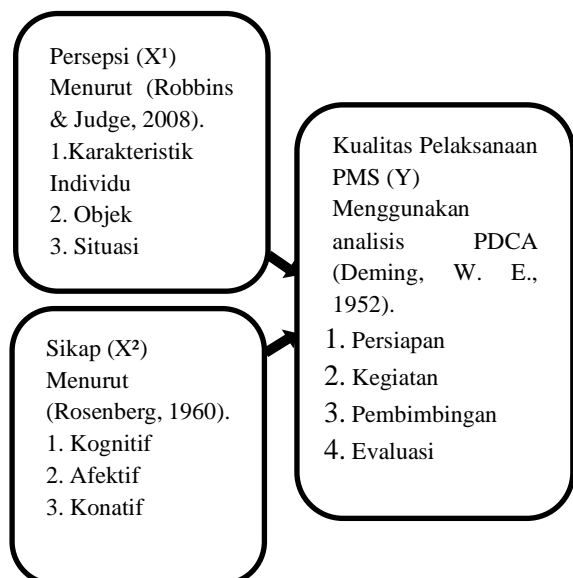 Persepsi (X¹)
Menurut (Robbins
& Judge, 2008).
1.Karakteristik
Individu
2. Objek
3. Situasi
Sikap (X²)
Menurut
(Rosenberg, 1960).
1. Kognitif
2. Afektif
3. Konatif
Kualitas Pelaksanaan
PMS (Y)
Menggunakan
analisis PDCA
(Deming, W. E.,
1952).
1. Persiapan
2. Kegiatan
3. Pembimbingan
4. Evaluasi